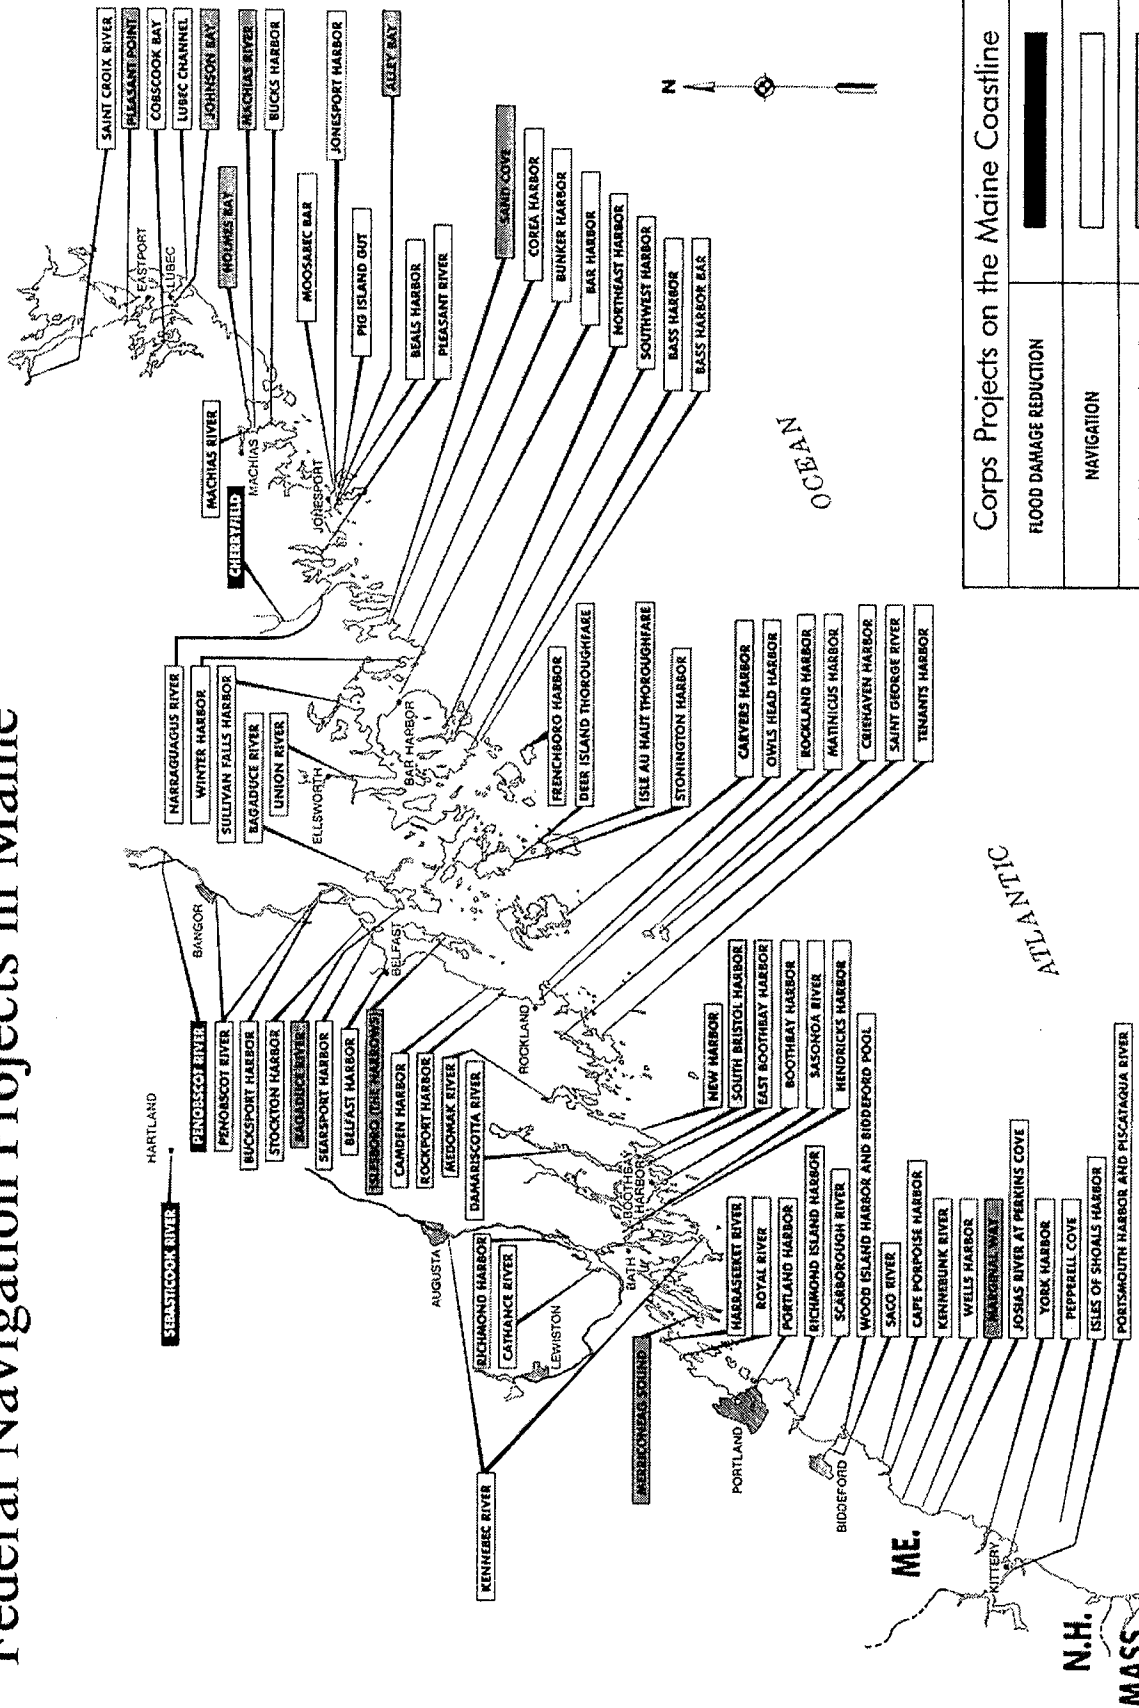 Federal Navigation Projects in Maine
SAINT CROIX RIVER
PLEASANT POINT
COBSCOOK BAY
LUBEC CHANNEL
JOHNSON BAY
MACHIAS RIVER
BUCKS HARBOR
HOLMES BAY
EASTPORT
LUBEC
JONESPORT HARBOR
ALLEY BAY
MOOSABEC BAR
PIG ISLAND GUT
BEALS HARBOR
PLEASANT RIVER
MACHIAS RIVER
MACHIAS
CHERRYFIELD
JONESPORT
SAND COVE
COREA HARBOR
BUNKER HARBOR
BAR HARBOR
NORTHEAST HARBOR
SOUTHWEST HARBOR
BASS HARBOR
BASS HARBOR BAR
N
NARRAGUAGUS RIVER
WINTER HARBOR
SULLIVAN FALLS HARBOR
BAGADUCE RIVER
UNION RIVER
ELLSWORTH
BAR HARBOR
FRENCHBORO HARBOR
DEER ISLAND THOROUGHFARE
ISLE AU HAUT THOROUGHFARE
STONINGTON HARBOR
CARVERS HARBOR
OWLS HEAD HARBOR
ROCKLAND HARBOR
MATINICUS HARBOR
CRIEHAVEN HARBOR
SAINT GEORGE RIVER
TENANTS HARBOR
ATLANTIC
OCEAN
HARTLAND
SEBASTICOOK RIVER
BANGOR
PENOBSCOT RIVER
PENOBSCOT RIVER
BUCKSPORT HARBOR
STOCKTON HARBOR
BAGADUCE RIVER
SEARSPORT HARBOR
BELFAST HARBOR
ISLESBORO (THE NARROWS)
BELFAST
CAMDEN HARBOR
ROCKPORT HARBOR
MEDOMAK RIVER
DAMARISCOTTA RIVER
ROCKLAND
NEW HARBOR
SOUTH BRISTOL HARBOR
EAST BOOTHBAY HARBOR
BOOTHBAY HARBOR
SASONOA RIVER
HENDRICKS HARBOR
AUGUSTA
RICHMOND HARBOR
CATHANCE RIVER
LEWISTON
KENNEBEC RIVER
BATH
BOOTHBAY
HARBOR
MERRICONEAG SOUND
HARRASEEKET RIVER
ROYAL RIVER
PORTLAND HARBOR
RICHMOND ISLAND HARBOR
SCARBOROUGH RIVER
WOOD ISLAND HARBOR AND BIDDEFORD POOL
SACO RIVER
CAPE PORPOISE HARBOR
KENNEBUNK RIVER
WELLS HARBOR
MARGINAL WAY
JOSIAS RIVER AT PERKINS COVE
YORK HARBOR
PEPPERELL COVE
ISLES OF SHOALS HARBOR
PORTSMOUTH HARBOR AND PISCATAQUA RIVER
PORTLAND
BIDDEFORD
KITTERY
ME.
N.H.
MASS
Corps Projects on the Maine Coastline
FLOOD DAMAGE REDUCTION
NAVIGATION